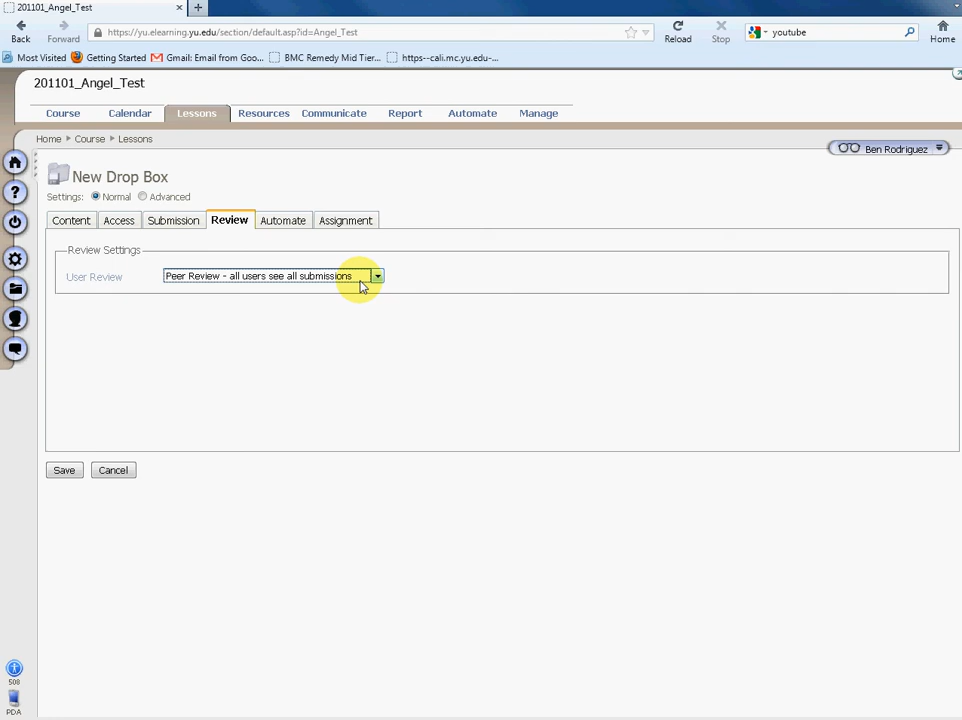 201101_Angel_Test
https://yu.elearning.yu.edu/section/default.asp?id=Angel_Test
youtube
Back
Forward
Reload
Stop
Home
Most Visited
Getting Started
Gmail: Email from Goo...
BMC Remedy Mid Tier...
https--cali.mc.yu.edu-...
201101_Angel_Test
Course
Calendar
Lessons
Resources
Communicate
Report
Automate
Manage
Home
Course
Lessons
Ben Rodriguez
New Drop Box
Settings: Normal Advanced
Content
Access
Submission
Review
Automate
Assignment
Review Settings
User Review
Peer Review - all users see all submissions
Save
Cancel
508
PDA